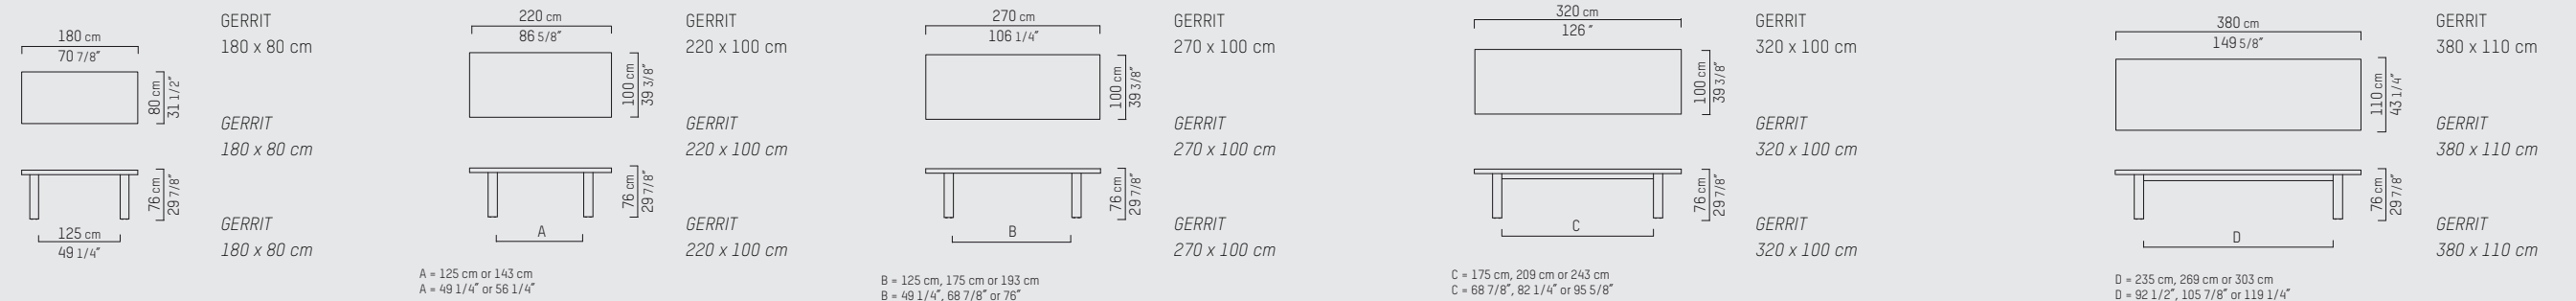 180 cm
70 7/8″
80 cm
31 1/2″
76 cm
29 7/8″
125 cm
49 1/4″
GERRIT
180 x 80 cm
GERRIT
180 x 80 cm
GERRIT
180 x 80 cm
220 cm
86 5/8″
100 cm
39 3/8″
76 cm
29 7/8″
A
A = 125 cm or 143 cm
A = 49 1/4″ or 56 1/4″
GERRIT
220 x 100 cm
GERRIT
220 x 100 cm
GERRIT
220 x 100 cm
270 cm
106 1/4″
100 cm
39 3/8″
76 cm
29 7/8″
B
B = 125 cm, 175 cm or 193 cm
B = 49 1/4″, 68 7/8″ or 76″
GERRIT
270 x 100 cm
GERRIT
270 x 100 cm
GERRIT
270 x 100 cm
320 cm
126 ″
100 cm
39 3/8″
76 cm
29 7/8″
C
C = 175 cm, 209 cm or 243 cm
C = 68 7/8″, 82 1/4″ or 95 5/8″
GERRIT
320 x 100 cm
GERRIT
320 x 100 cm
GERRIT
320 x 100 cm
380 cm
149 5/8″
110 cm
43 1/4″
76 cm
29 7/8″
D
D = 235 cm, 269 cm or 303 cm
D = 92 1/2″, 105 7/8″ or 119 1/4″
GERRIT
380 x 110 cm
GERRIT
380 x 110 cm
GERRIT
380 x 110 cm